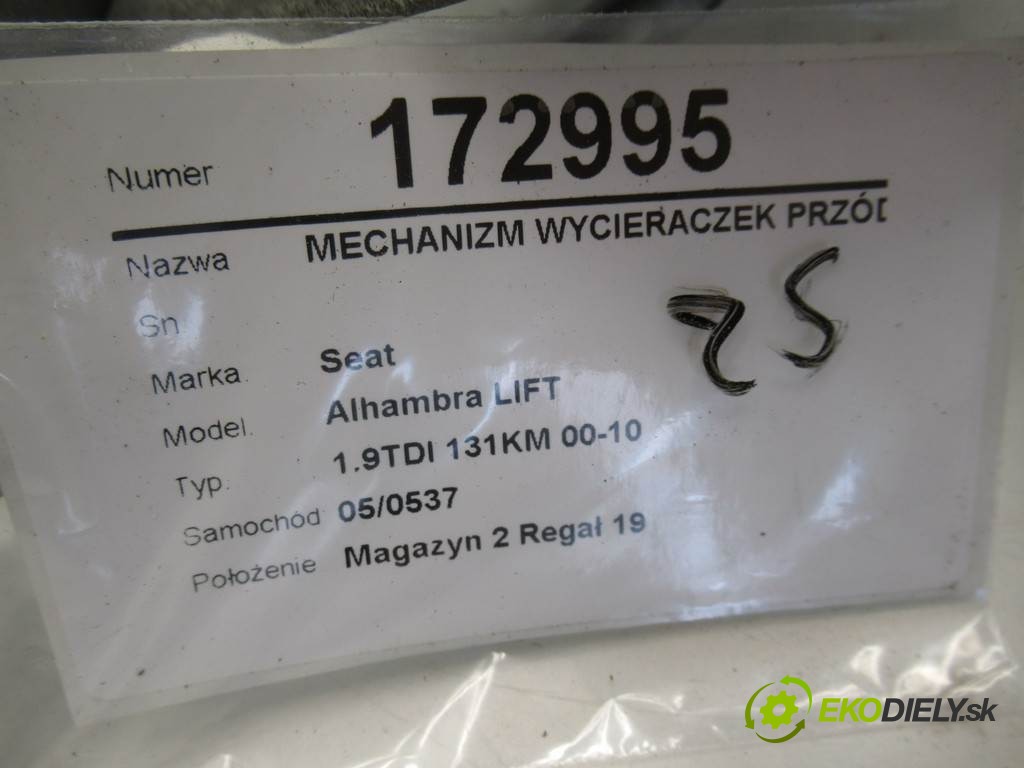 Numer 172995
Nazwa MECHANIZM WYCIERACZEK PRZÓD
Sn
Marka. Seat
Model. Alhambra LIFT
Typ. 1.9TDI 131KM 00-10
Samochód 05/0537
Położenie Magazyn 2 Regał 19
EKODIELY.sk